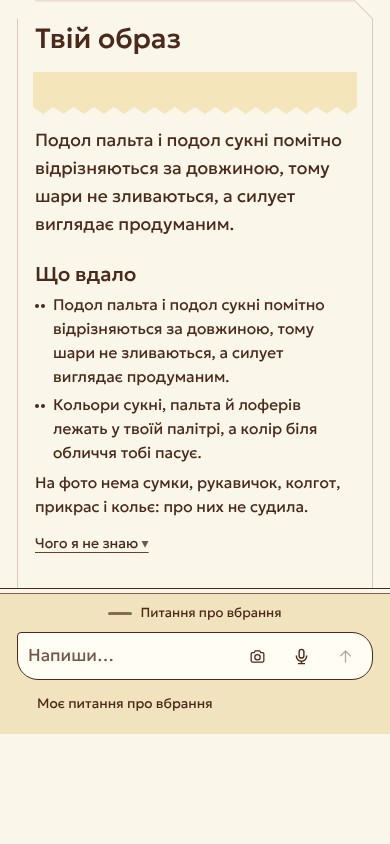 Твій образ
Подол пальта і подол сукні помітно
відрізняються за довжиною, тому
шари не зливаються, а силует
виглядає продуманим.
Що вдало
•• Подол пальта і подол сукні помітно
відрізняються за довжиною, тому
шари не зливаються, а силует
виглядає продуманим.
•• Кольори сукні, пальта й лоферів
лежать у твоїй палітрі, а колір біля
обличчя тобі пасує.
На фото нема сумки, рукавичок, колгот,
прикрас і кольє: про них не судила.
Чого я не знаю ▾
Питання про вбрання
Напиши...
Моє питання про вбрання